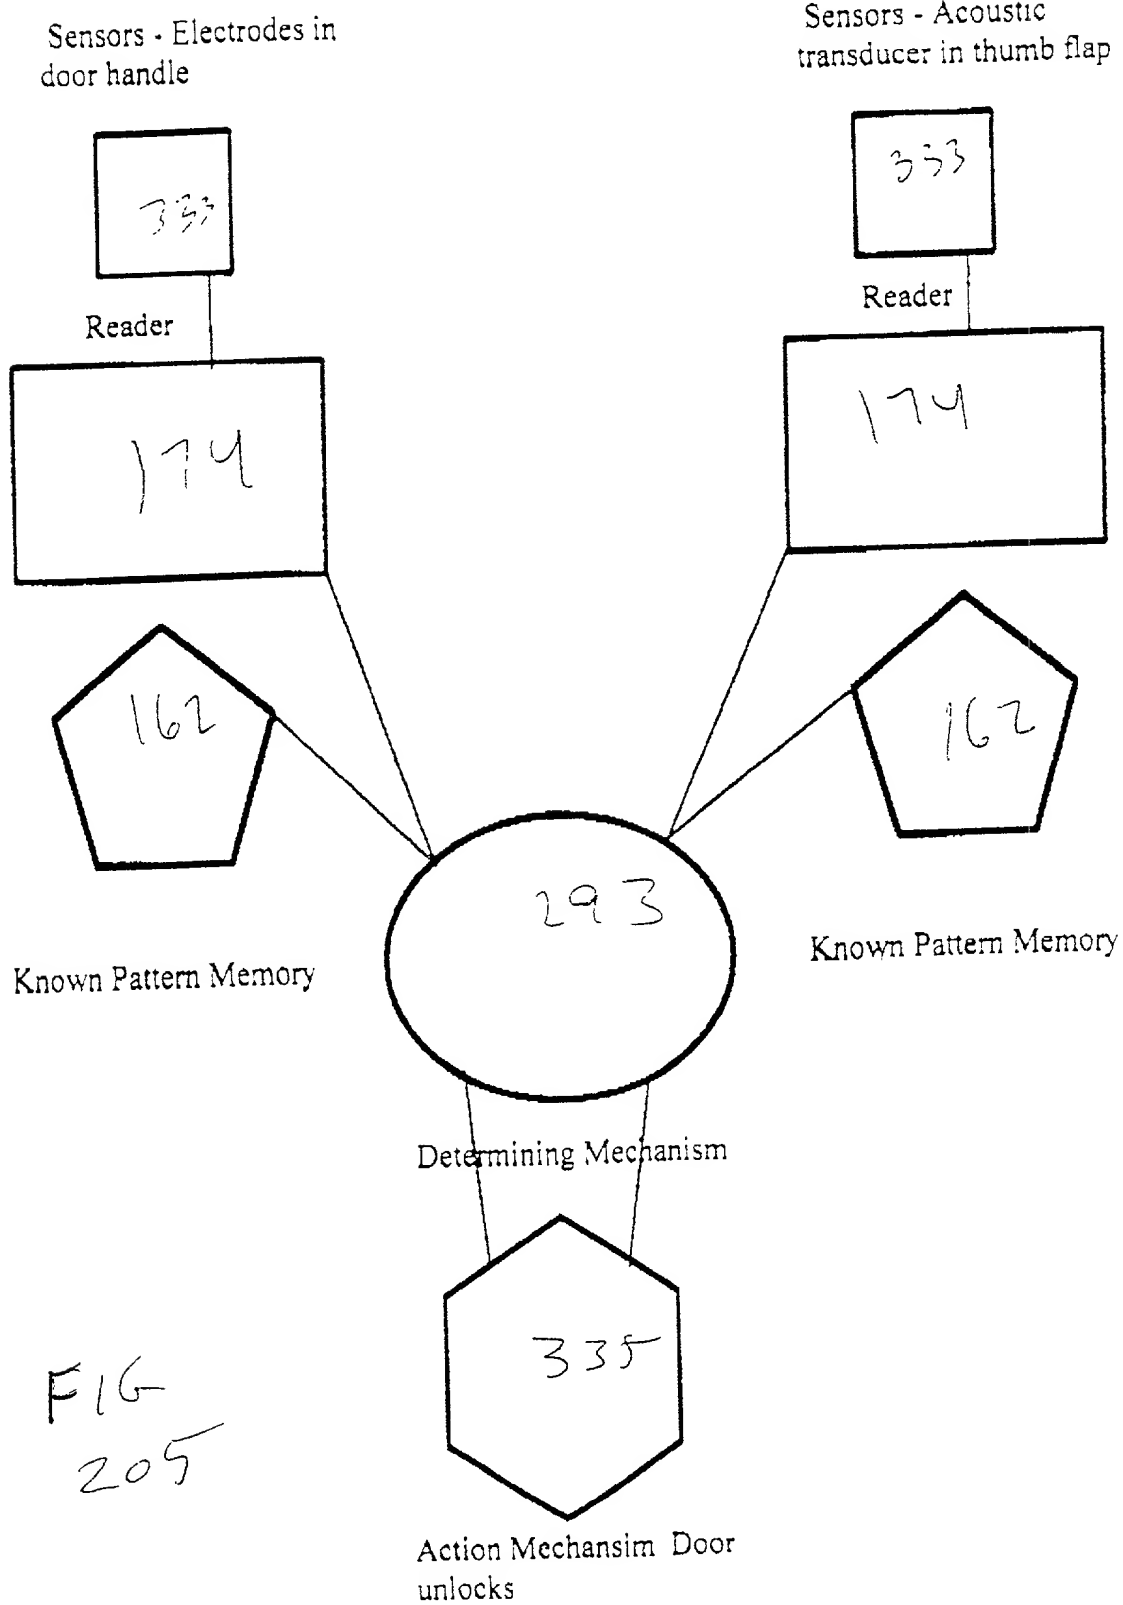 Sensors - Electrodes in
door handle
Sensors - Acoustic
transducer in thumb flap
333
333
Reader
Reader
174
174
162
162
293
Known Pattern Memory
Known Pattern Memory
Determining Mechanism
335
FIG
205
Action Mechansim Door
unlocks